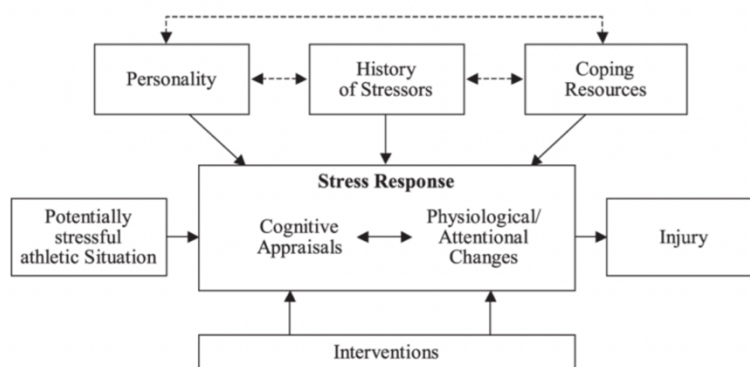 Personality
History
of Stressors
Coping
Resources
Stress Response
Potentially
stressful
athletic Situation
Cognitive
Appraisals
Physiological/
Attentional
Changes
Injury
Interventions